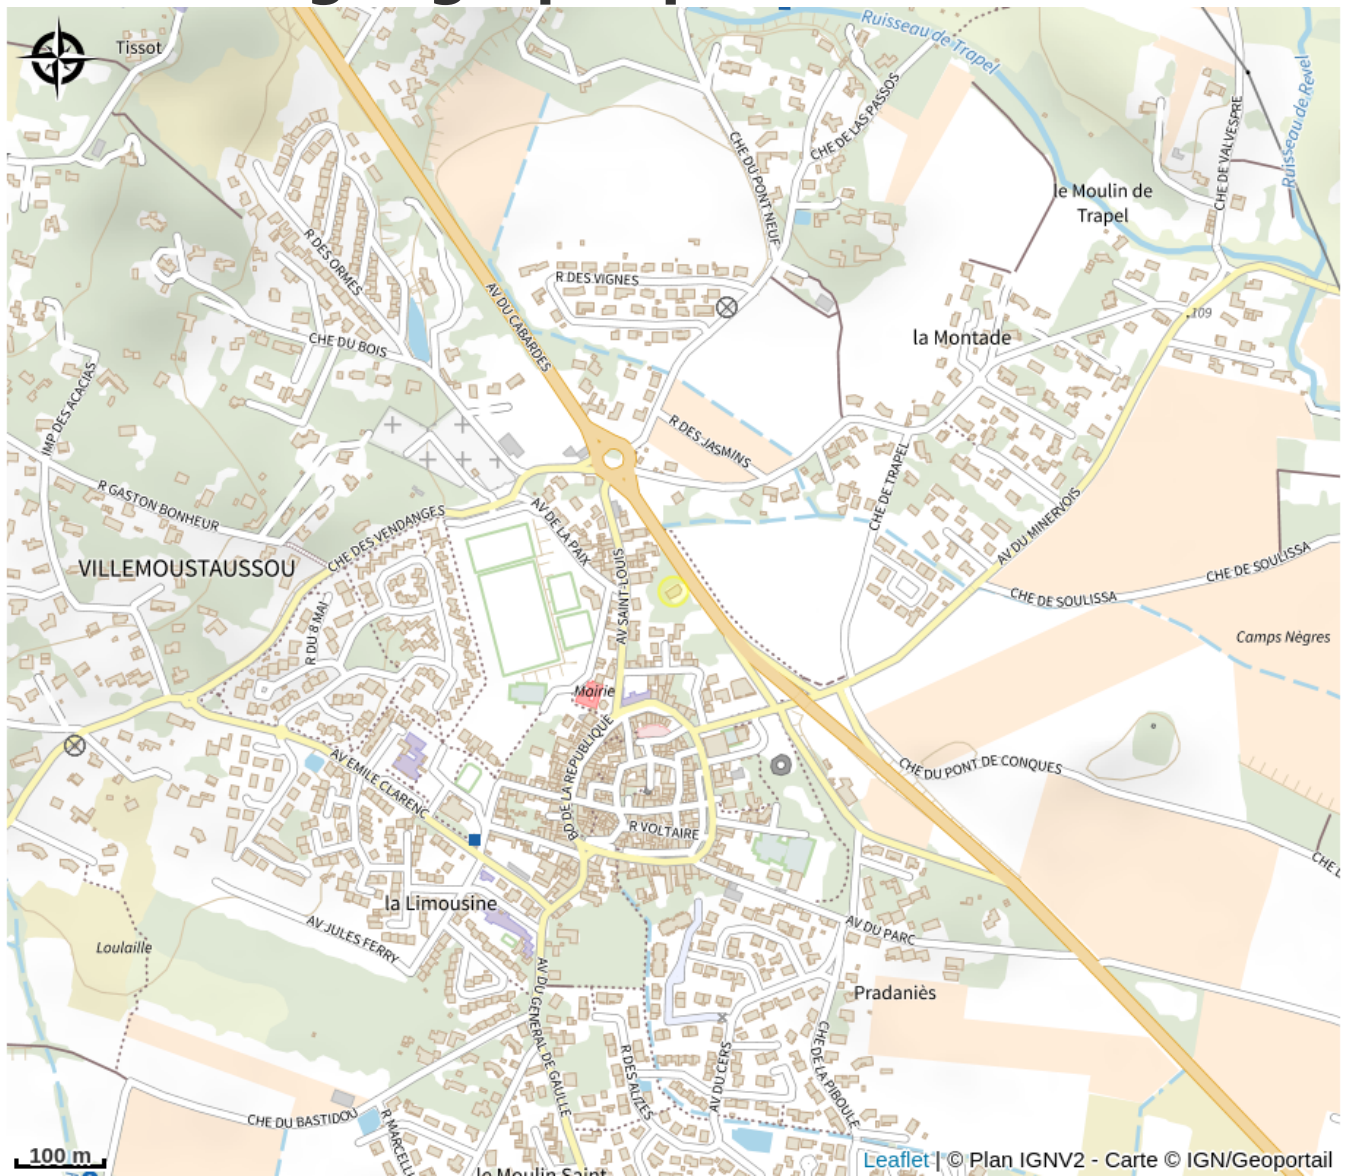 Tissot
Ruisseau de Trapel
Ruisseau de Revel
CHE DE LAS PASSOS
CHE DU PONT NEUF
CHE DE VALVESPRE
le Moulin de
Trapel
R DES ORMES
R DES VIGNES
AV DU CABARDES
109
CHE DU BOIS
la Montade
IMP DES ACACIAS
R DES JASMINS
R GASTON BONHEUR
CHE DE TRAPEL
AV DE LA PAIX
CHE DES VENDANGES
AV DU MINERVOIS
VILLEMOUSTAUSSOU
AV SAINT-LOUIS
CHE DE SOULISSA
CHE DE SOULISSA
R DU 8 MAI
Camps Nègres
Mairie
BD DE LA REPUBLIQUE
AV EMILE CLARENC
CHE DU PONT DE CONQUES
R VOLTAIRE
CHE L
la Limousine
AV JULES FERRY
AV DU PARC
Loulaille
Pradaniès
AV DU GENERAL DE GAULLE
R DES ALIZES
AV DU CERS
CHE DE LA PIBOULE
CHE DU BASTIDOU
R MARCELL
le Moulin Saint
100 m
Leaflet | © Plan IGNV2 - Carte © IGN/Geoportail